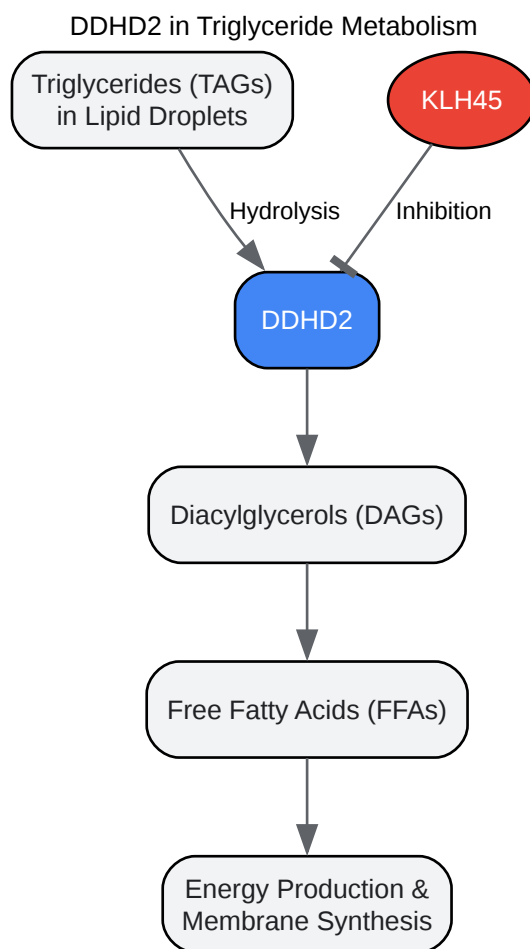 DDHD2 in Triglyceride Metabolism
Triglycerides (TAGs)
in Lipid Droplets
KLH45
Hydrolysis
Inhibition
DDHD2
Diacylglycerols (DAGs)
Free Fatty Acids (FFAs)
Energy Production &
Membrane Synthesis